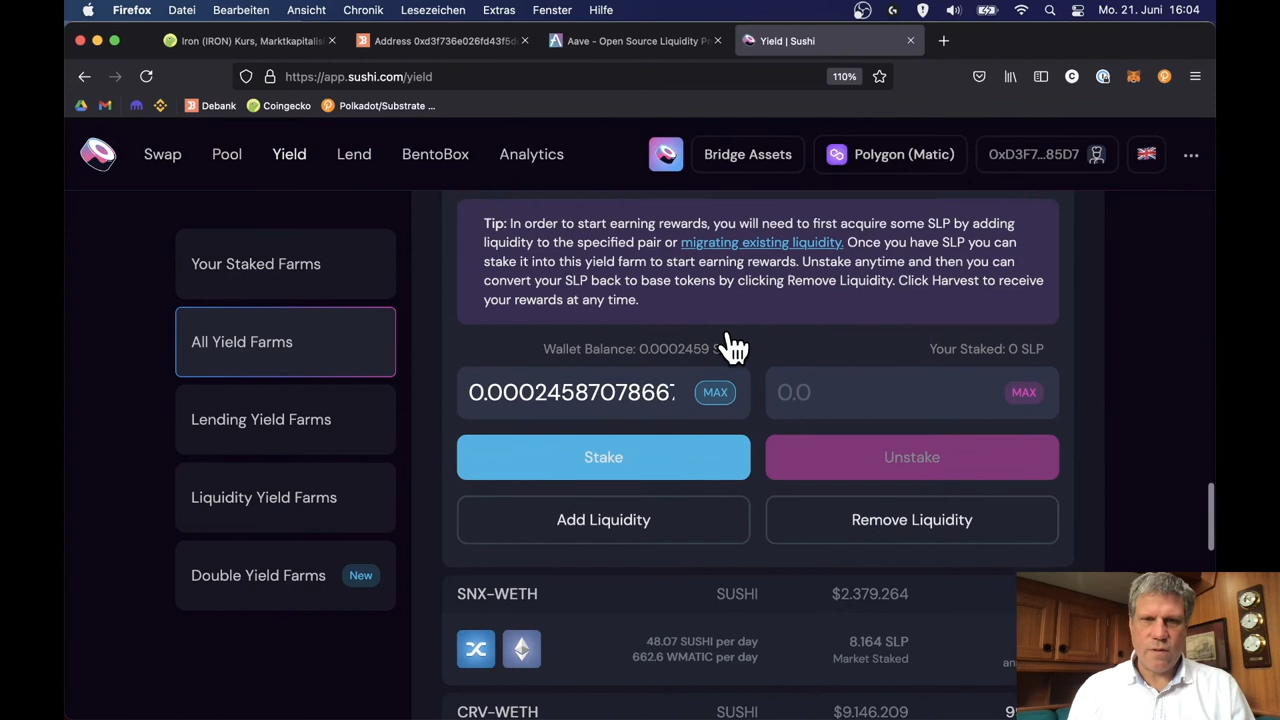 Firefox Datei Bearbeiten Ansicht Chronik Lesezeichen Extras Fenster Hilfe Mo. 21. Juni 16:04
Iron (IRON) Kurs, Marktkapitalis Address 0xd3f736e026fd43f5d Aave - Open Source Liquidity P Yield | Sushi
https://app.sushi.com/yield 110%
Debank Coingecko Polkadot/Substrate ...
Swap Pool Yield Lend BentoBox Analytics Bridge Assets Polygon (Matic) 0xD3F7...85D7
Tip: In order to start earning rewards, you will need to first acquire some SLP by adding
liquidity to the specified pair or migrating existing liquidity. Once you have SLP you can
stake it into this yield farm to start earning rewards. Unstake anytime and then you can
convert your SLP back to base tokens by clicking Remove Liquidity. Click Harvest to receive
your rewards at any time.
Your Staked Farms
All Yield Farms
Lending Yield Farms
Liquidity Yield Farms
Double Yield Farms New
Wallet Balance: 0.0002459 S Your Staked: 0 SLP
0.00024587078667 MAX 0.0 MAX
Stake Unstake
Add Liquidity Remove Liquidity
SNX-WETH SUSHI $2.379.264
48.07 SUSHI per day 8.164 SLP
662.6 WMATIC per day Market Staked an
CRV-WETH SUSHI $9.146.209